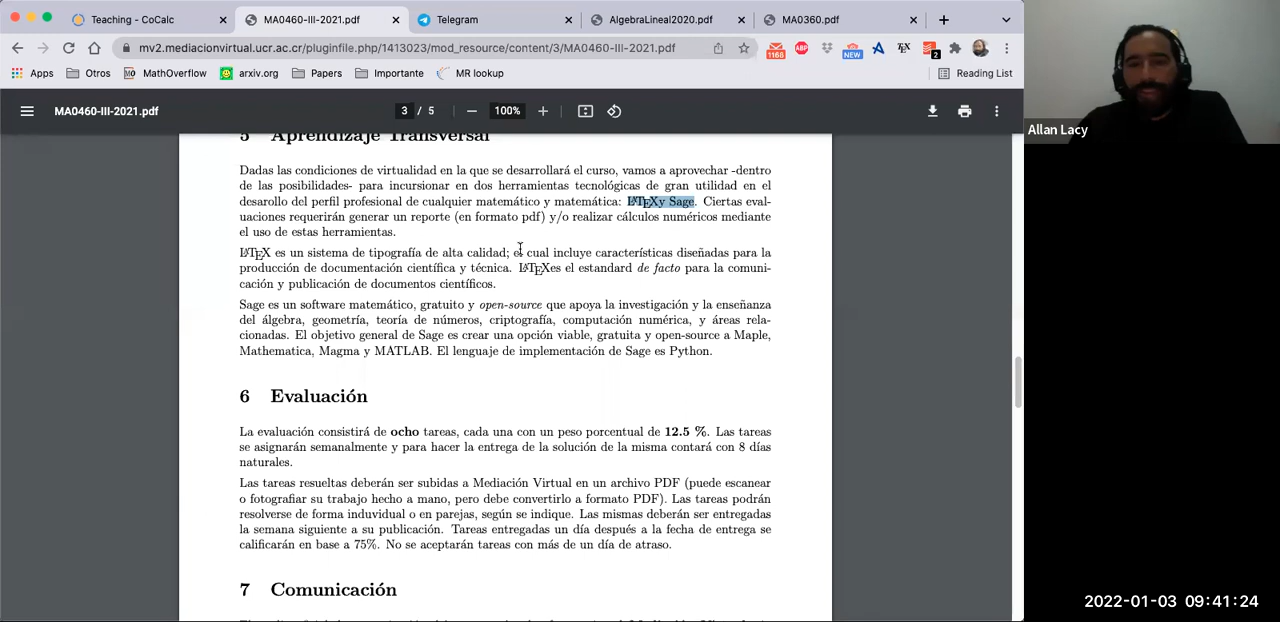 Teaching - CoCalc
MA0460-III-2021.pdf
Telegram
AlgebraLineal2020.pdf
MA0360.pdf
mv2.mediacionvirtual.ucr.ac.cr/pluginfile.php/1413023/mod_resource/content/3/MA0460-III-2021.pdf
1168
ABP
NEW
TEX
2
Apps
Otros
MathOverflow
arxiv.org
Papers
Importante
MR lookup
Reading List
MA0460-III-2021.pdf
3 / 5
100%
Allan Lacy
5 Aprendizaje Transversal
Dadas las condiciones de virtualidad en la que se desarrollará el curso, vamos a aprovechar -dentro
de las posibilidades- para incursionar en dos herramientas tecnológicas de gran utilidad en el
desarollo del perfil profesional de cualquier matemático y matemática: LATEXy Sage. Ciertas eval-
uaciones requerirán generar un reporte (en formato pdf) y/o realizar cálculos numéricos mediante
el uso de estas herramientas.
LATEX es un sistema de tipografía de alta calidad; el cual incluye características diseñadas para la
producción de documentación científica y técnica. LATEXes el estandard de facto para la comuni-
cación y publicación de documentos científicos.
Sage es un software matemático, gratuito y open-source que apoya la investigación y la enseñanza
del álgebra, geometría, teoría de números, criptografía, computación numérica, y áreas rela-
cionadas. El objetivo general de Sage es crear una opción viable, gratuita y open-source a Maple,
Mathematica, Magma y MATLAB. El lenguaje de implementación de Sage es Python.
6 Evaluación
La evaluación consistirá de ocho tareas, cada una con un peso porcentual de 12.5 %. Las tareas
se asignarán semanalmente y para hacer la entrega de la solución de la misma contará con 8 días
naturales.
Las tareas resueltas deberán ser subidas a Mediación Virtual en un archivo PDF (puede escanear
o fotografiar su trabajo hecho a mano, pero debe convertirlo a formato PDF). Las tareas podrán
resolverse de forma induvidual o en parejas, según se indique. Las mismas deberán ser entregadas
la semana siguiente a su publicación. Tareas entregadas un día después a la fecha de entrega se
calificarán en base a 75%. No se aceptarán tareas con más de un día de atraso.
7 Comunicación
2022-01-03 09:41:24